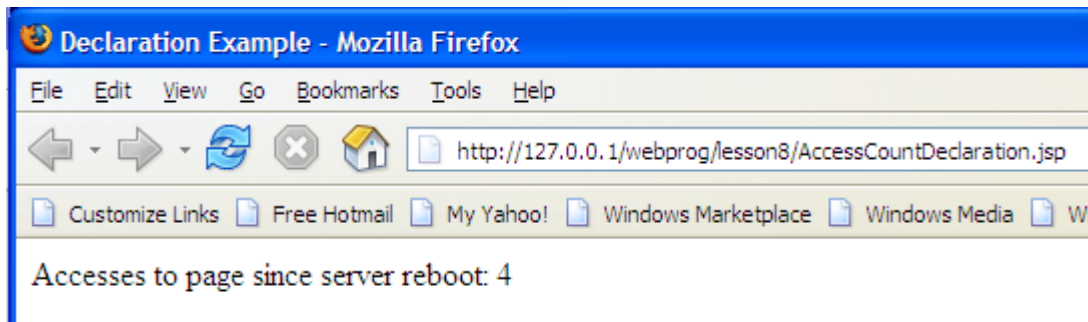 Declaration Example - Mozilla Firefox
File Edit View Go Bookmarks Tools Help
http://127.0.0.1/webprog/lesson8/AccessCountDeclaration.jsp
Customize Links Free Hotmail My Yahoo! Windows Marketplace Windows Media W
Accesses to page since server reboot: 4